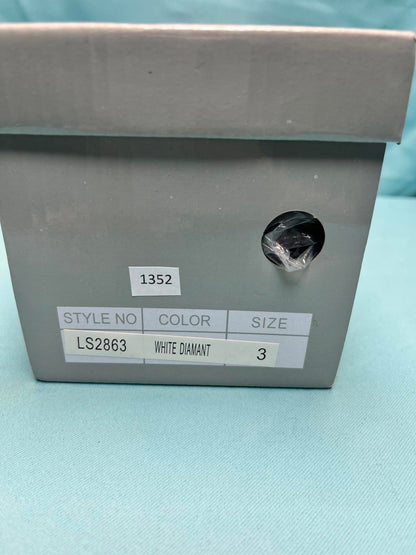 1352
STYLE NO COLOR SIZE
LS2863 WHITE DIAMANT 3